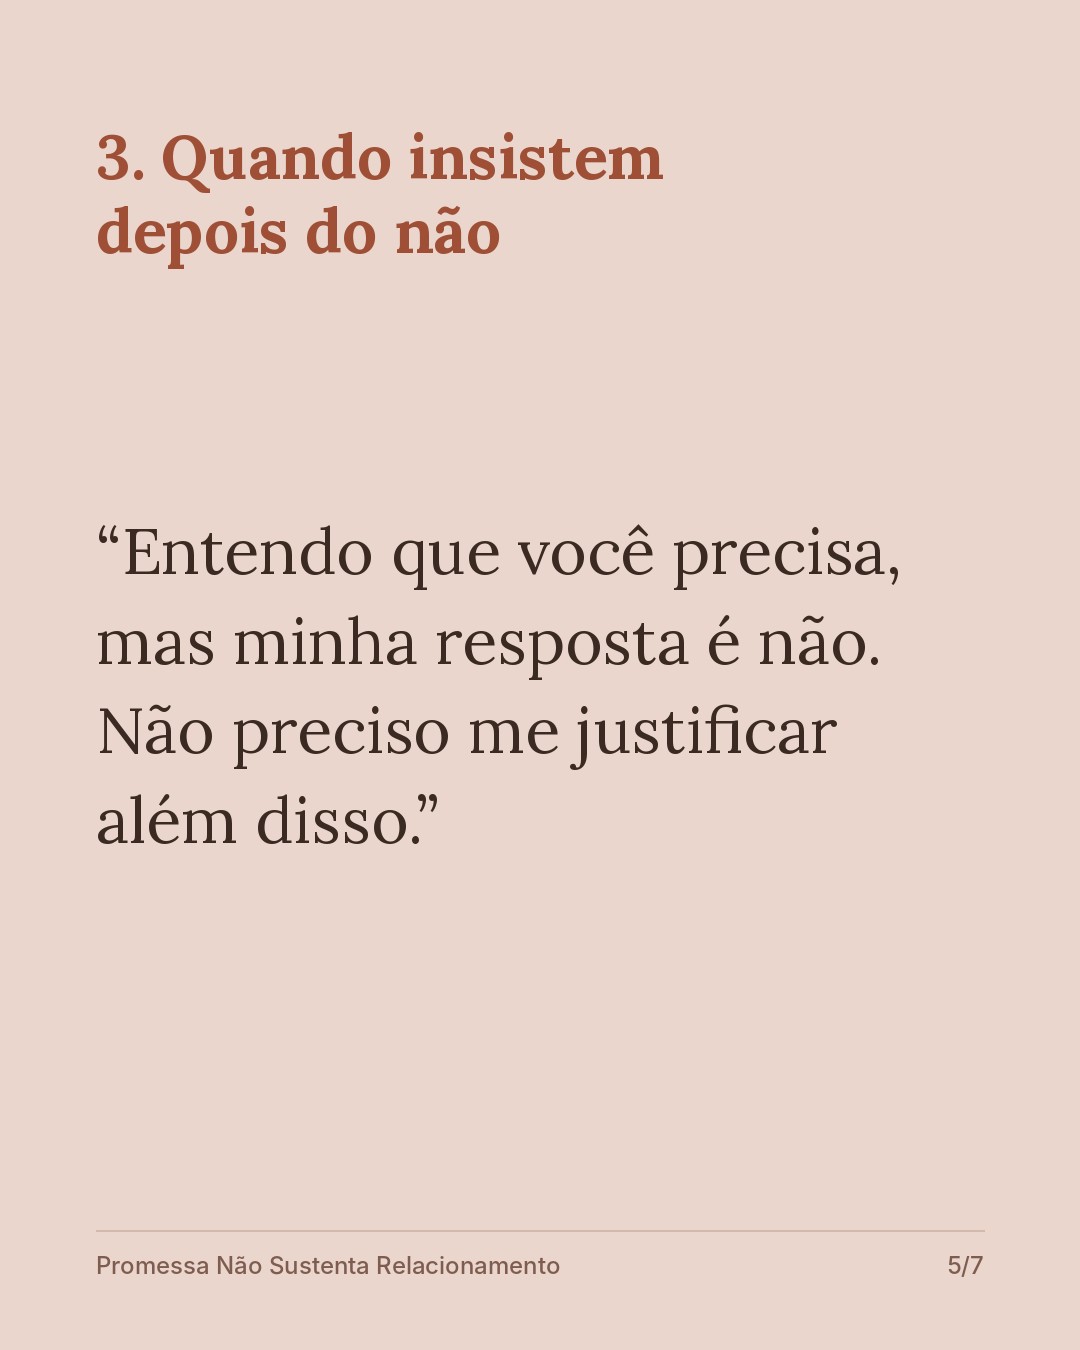 3. Quando insistem
depois do não
“Entendo que você precisa,
mas minha resposta é não.
Não preciso me justificar
além disso.”
Promessa Não Sustenta Relacionamento
5/7